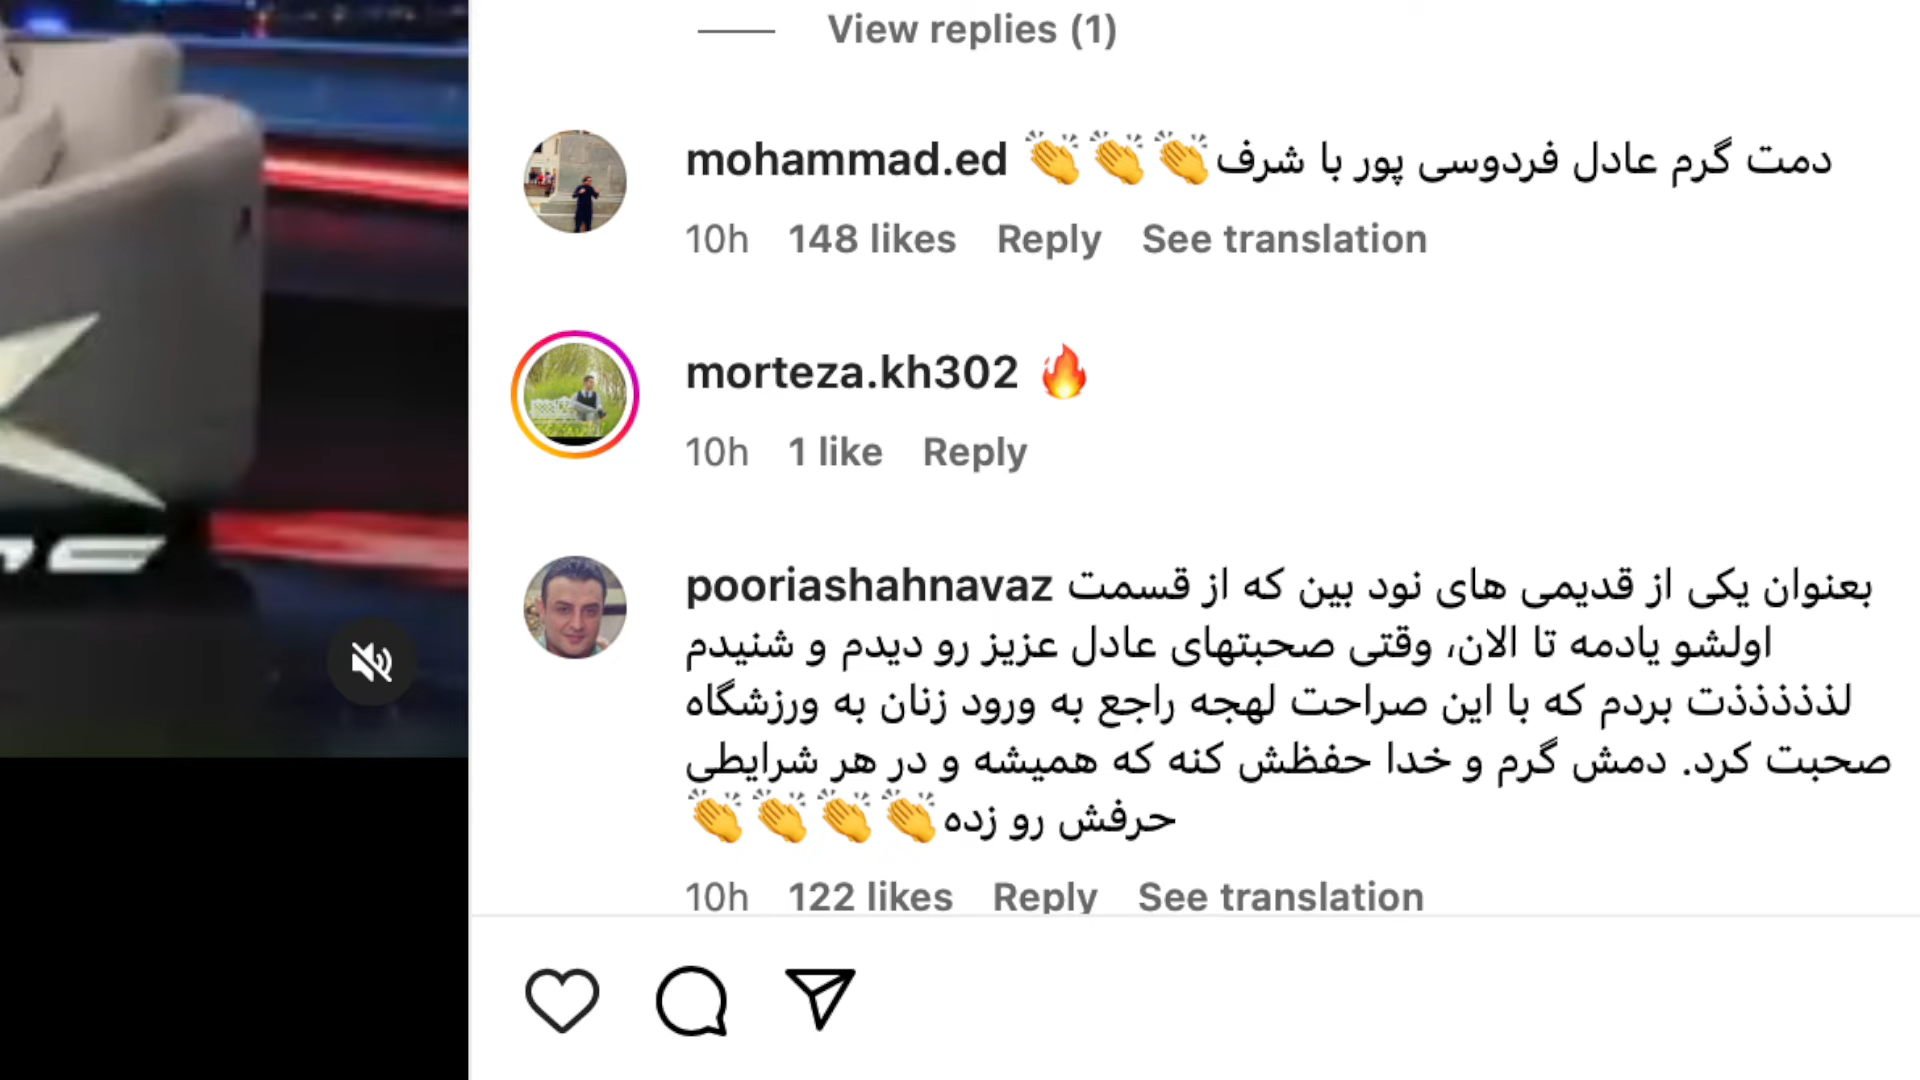 View replies (1)
mohammad.ed 👏👏👏دمت گرم عادل فردوسی پور با شرف
10h 148 likes Reply See translation
morteza.kh302 🔥
10h 1 like Reply
pooriashahnavaz بعنوان یکی از قدیمی های نود بین که از قسمت
اولشو یادمه تا الان، وقتی صحبتهای عادل عزیز رو دیدم و شنیدم
لذذذذذت بردم که با این صراحت لهجه راجع به ورود زنان به ورزشگاه
صحبت کرد. دمش گرم و خدا حفظش کنه که همیشه و در هر شرایطی
حرفش رو زده👏👏👏👏
10h 122 likes Reply See translation